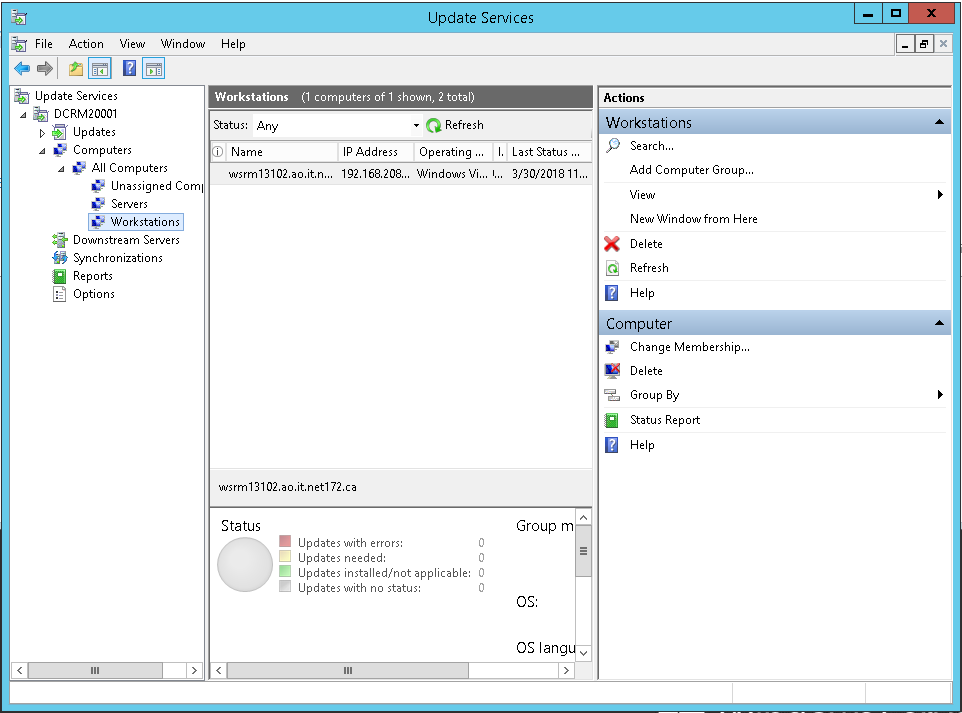 Update Services
File Action View Window Help
Update Services
DCRM20001
Updates
Computers
All Computers
Unassigned Comp
Servers
Workstations
Downstream Servers
Synchronizations
Reports
Options
Workstations (1 computers of 1 shown, 2 total)
Status: Any Refresh
Name IP Address Operating ... I. Last Status ...
wsrm13102.ao.it.n... 192.168.208... Windows Vi... 3/30/2018 11...
wsrm13102.ao.it.net172.ca
Status
Updates with errors: 0
Updates needed: 0
Updates installed/not applicable: 0
Updates with no status: 0
Group m
OS:
OS langu
Actions
Workstations
Search...
Add Computer Group...
View
New Window from Here
Delete
Refresh
Help
Computer
Change Membership...
Delete
Group By
Status Report
Help